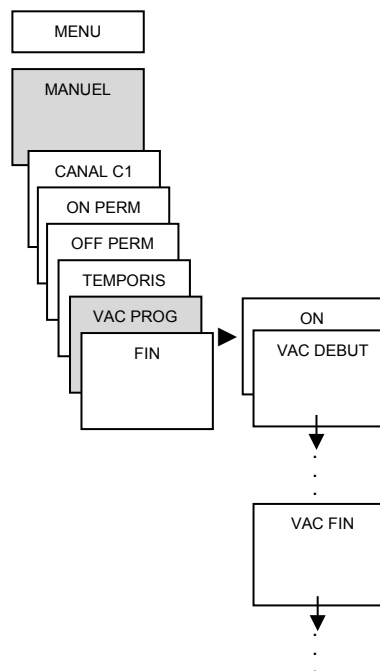 MENU
MANUEL
CANAL C1
ON PERM
OFF PERM
TEMPORIS
VAC PROG
FIN
ON
VAC DEBUT
VAC FIN